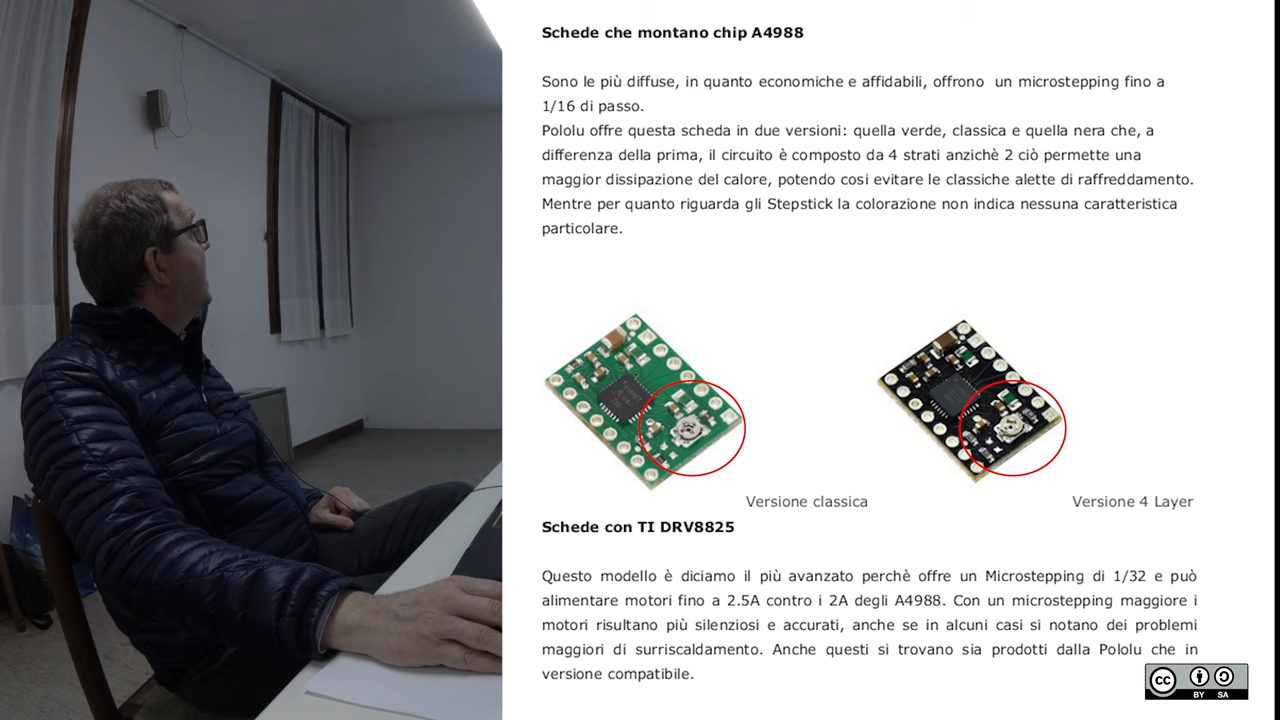 Schede che montano chip A4988
Sono le più diffuse, in quanto economiche e affidabili, offrono un microstepping fino a
1/16 di passo.
Pololu offre questa scheda in due versioni: quella verde, classica e quella nera che, a
differenza della prima, il circuito è composto da 4 strati anzichè 2 ciò permette una
maggior dissipazione del calore, potendo cosi evitare le classiche alette di raffreddamento.
Mentre per quanto riguarda gli Stepstick la colorazione non indica nessuna caratteristica
particolare.
Versione classica
Versione 4 Layer
Schede con TI DRV8825
Questo modello è diciamo il più avanzato perchè offre un Microstepping di 1/32 e può
alimentare motori fino a 2.5A contro i 2A degli A4988. Con un microstepping maggiore i
motori risultano più silenziosi e accurati, anche se in alcuni casi si notano dei problemi
maggiori di surriscaldamento. Anche questi si trovano sia prodotti dalla Pololu che in
versione compatibile.
cc
BY SA